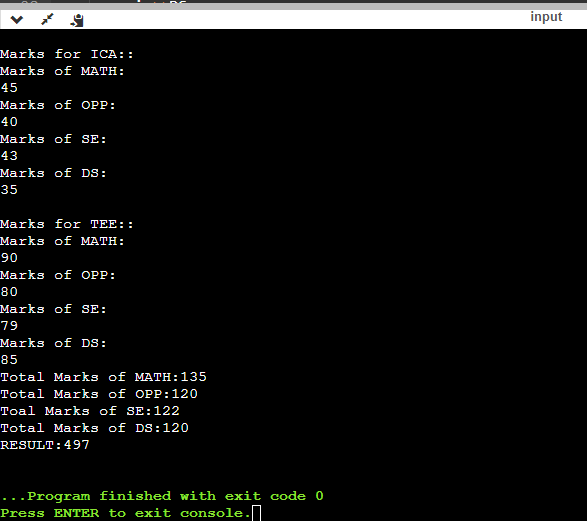 input
Marks for ICA::
Marks of MATH:
45
Marks of OPP:
40
Marks of SE:
43
Marks of DS:
35
Marks for TEE::
Marks of MATH:
90
Marks of OPP:
80
Marks of SE:
79
Marks of DS:
85
Total Marks of MATH:135
Total Marks of OPP:120
Toal Marks of SE:122
Total Marks of DS:120
RESULT:497
...Program finished with exit code 0
Press ENTER to exit console.